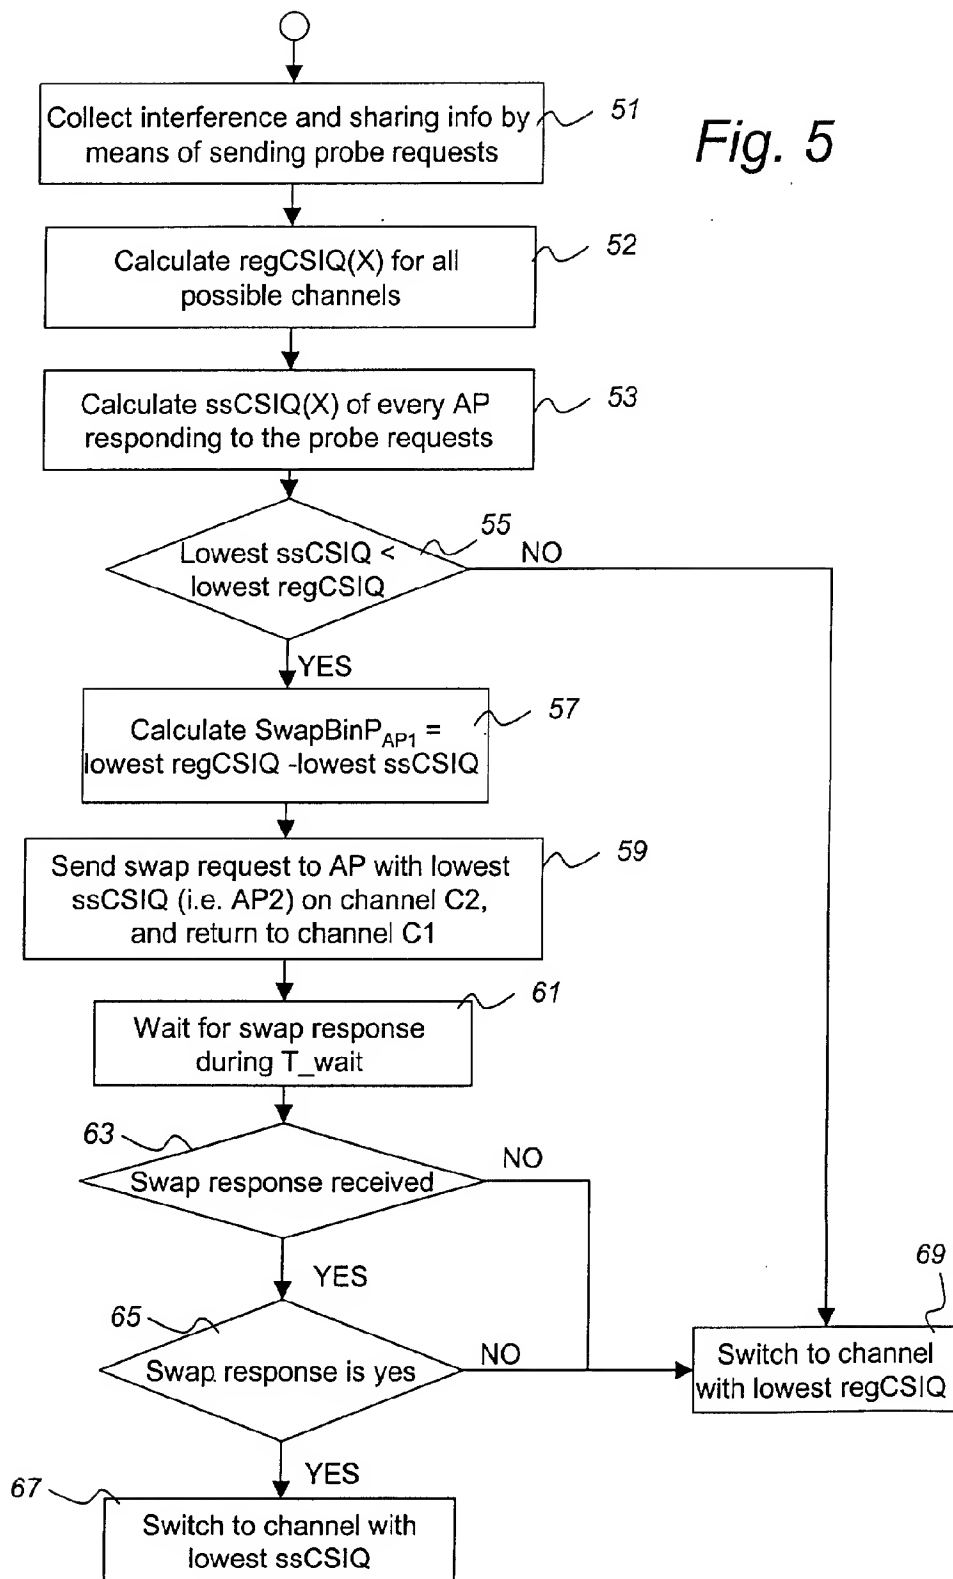 Fig. 5
Collect interference and sharing info by
means of sending probe requests
51
Calculate regCSIQ(X) for all
possible channels
52
Calculate ssCSIQ(X) of every AP
responding to the probe requests
53
Lowest ssCSIQ <
lowest regCSIQ
55
NO
YES
Calculate SwapBinP_AP1 =
lowest regCSIQ -lowest ssCSIQ
57
Send swap request to AP with lowest
ssCSIQ (i.e. AP2) on channel C2,
and return to channel C1
59
Wait for swap response
during T_wait
61
63
Swap response received
NO
YES
65
Swap response is yes
NO
YES
69
Switch to channel
with lowest regCSIQ
67
Switch to channel with
lowest ssCSIQ